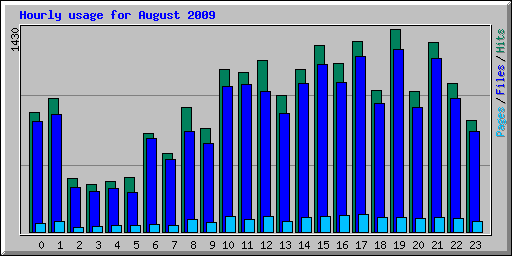 Hourly usage for August 2009
1430
Pages / Files / Hits
0 1 2 3 4 5 6 7 8 9 10 11 12 13 14 15 16 17 18 19 20 21 22 23